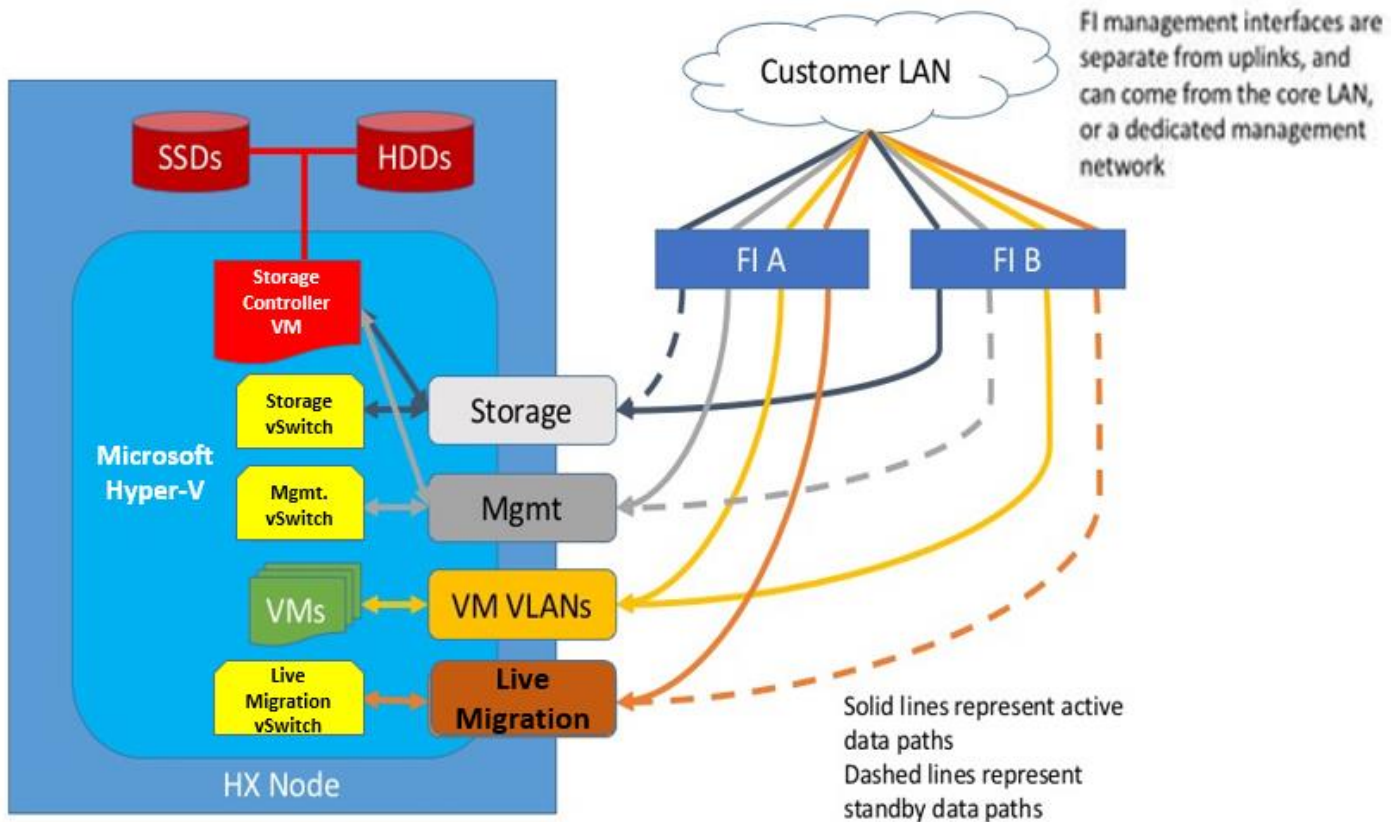 Customer LAN
FI management interfaces are
separate from uplinks, and
can come from the core LAN,
or a dedicated management
network
SSDs
HDDs
FI A
FI B
Storage
Controller
VM
Storage
vSwitch
Storage
Microsoft
Hyper-V
Mgmt.
vSwitch
Mgmt
VMs
VM VLANs
Live
Migration
vSwitch
Live
Migration
HX Node
Solid lines represent active
data paths
Dashed lines represent
standby data paths